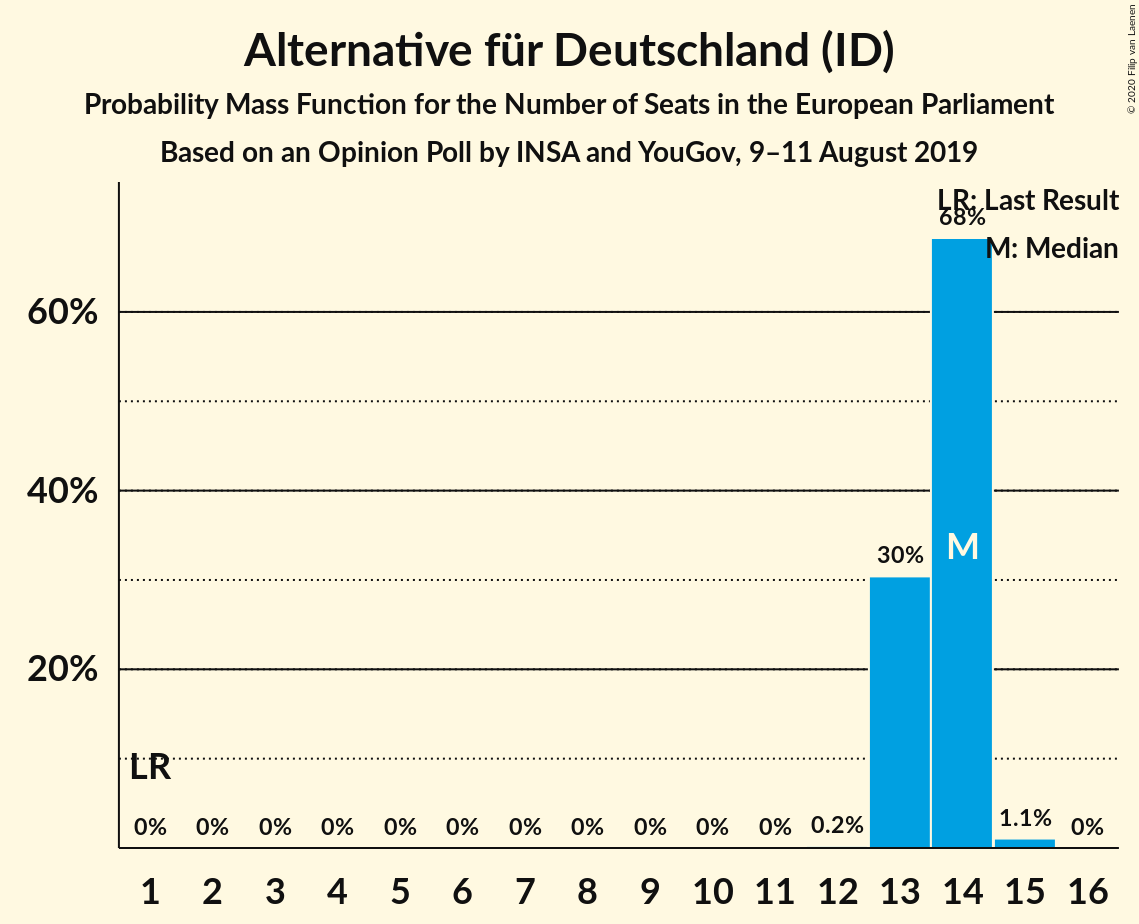 Alternative für Deutschland (ID)
Probability Mass Function for the Number of Seats in the European Parliament
Based on an Opinion Poll by INSA and YouGov, 9–11 August 2019
© 2020 Filip van Laenen
LR: Last Result
68%
M: Median
60%
40%
M
30%
20%
LR
0% 0% 0% 0% 0% 0% 0% 0% 0% 0% 0% 0.2% 1.1% 0%
1 2 3 4 5 6 7 8 9 10 11 12 13 14 15 16